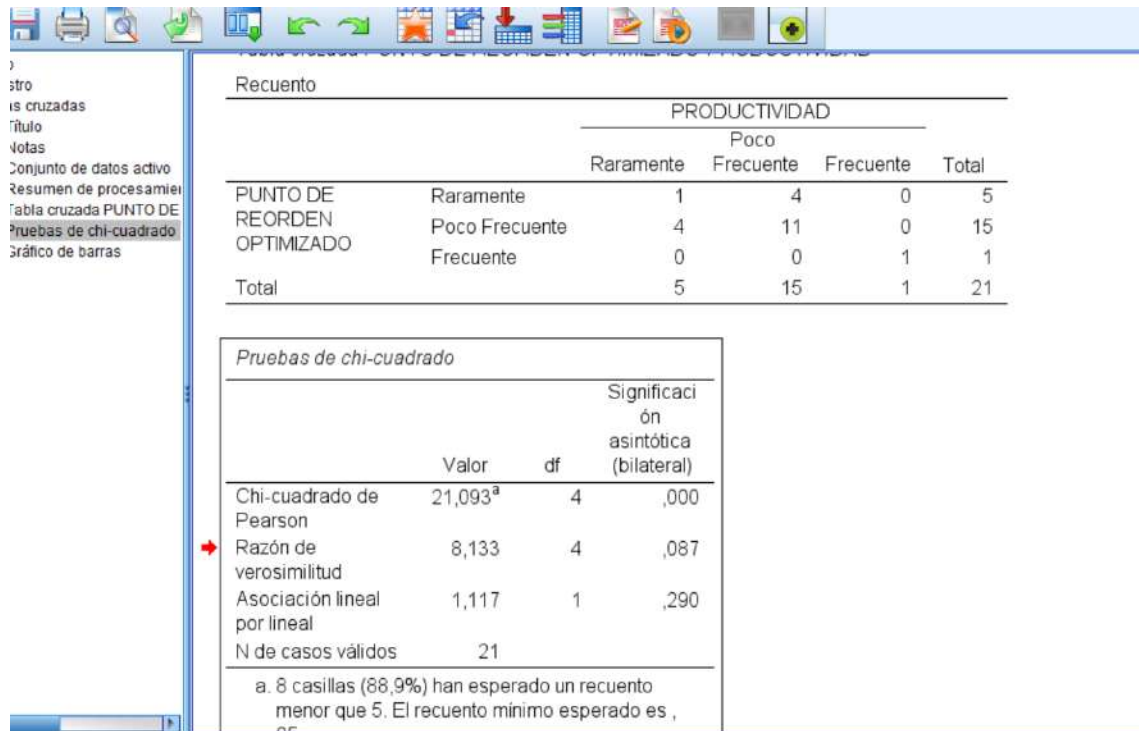 stro
as cruzadas
Título
Notas
Conjunto de datos activo
Resumen de procesamier
Tabla cruzada PUNTO DE
Pruebas de chi-cuadrado
Gráfico de barras
Recuento
PRODUCTIVIDAD
Raramente Poco Frecuente Frecuente Total
PUNTO DE REORDEN OPTIMIZADO Raramente 1 4 0 5
Poco Frecuente 4 11 0 15
Frecuente 0 0 1 1
Total 5 15 1 21
Pruebas de chi-cuadrado
Valor df Significaci ón asintótica (bilateral)
Chi-cuadrado de Pearson 21,093a 4 ,000
Razón de verosimilitud 8,133 4 ,087
Asociación lineal por lineal 1,117 1 ,290
N de casos válidos 21
a. 8 casillas (88,9%) han esperado un recuento
menor que 5. El recuento mínimo esperado es ,